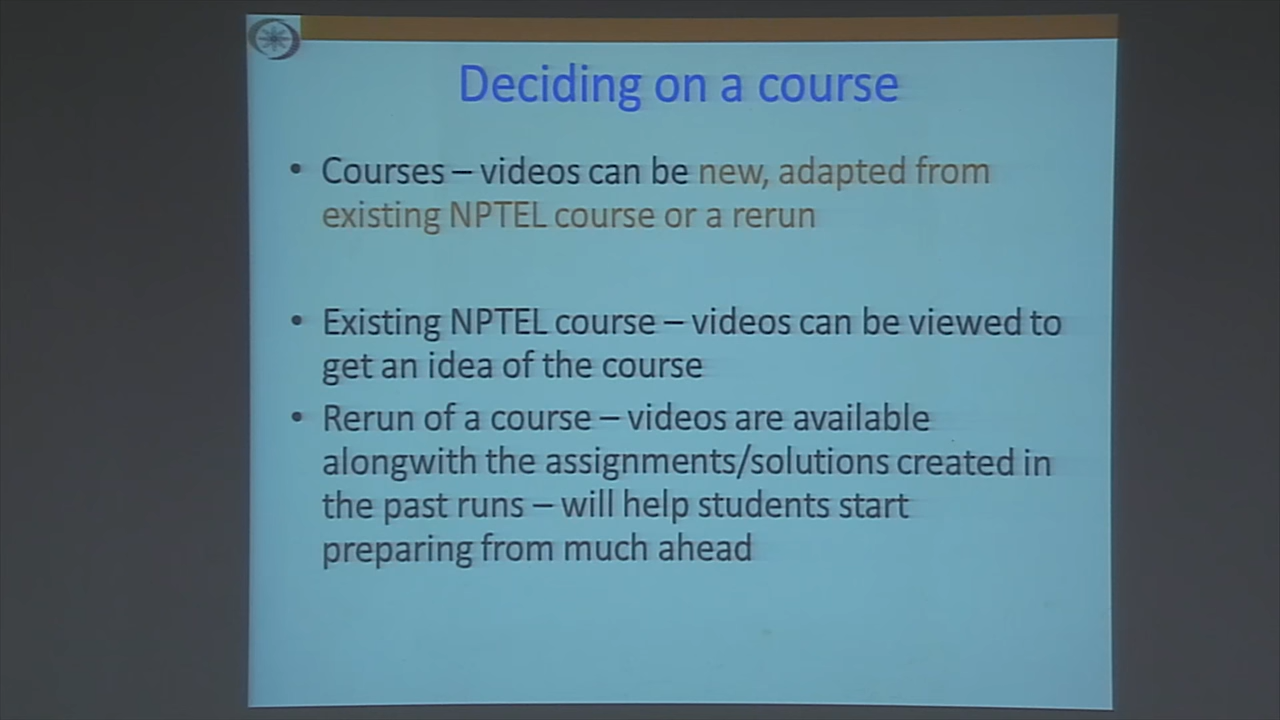 Deciding on a course
• Courses – videos can be new, adapted from
existing NPTEL course or a rerun
• Existing NPTEL course – videos can be viewed to
get an idea of the course
• Rerun of a course – videos are available
alongwith the assignments/solutions created in
the past runs – will help students start
preparing from much ahead